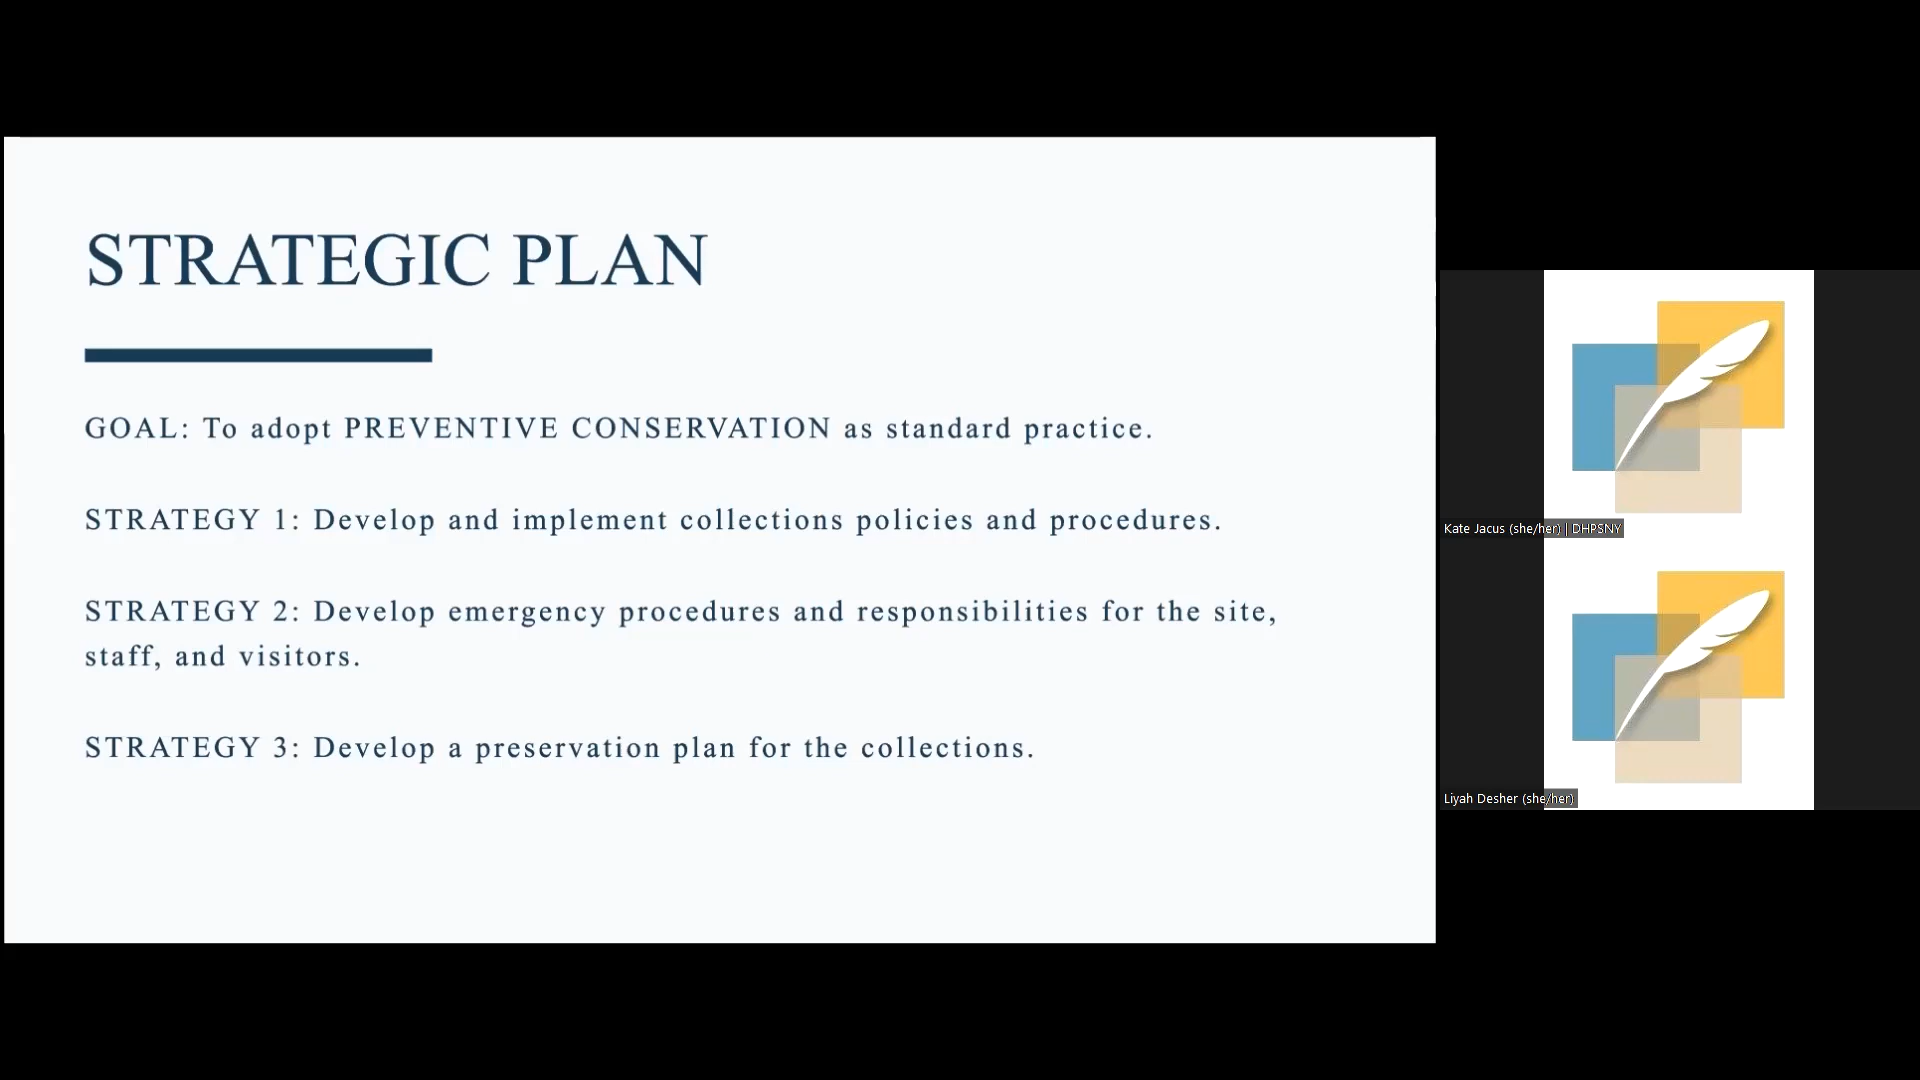 STRATEGIC PLAN
GOAL: To adopt PREVENTIVE CONSERVATION as standard practice.
STRATEGY 1: Develop and implement collections policies and procedures.
STRATEGY 2: Develop emergency procedures and responsibilities for the site,
staff, and visitors.
STRATEGY 3: Develop a preservation plan for the collections.
Kate Jacus (she/her) | DHPSNY
Liyah Desher (she/her)